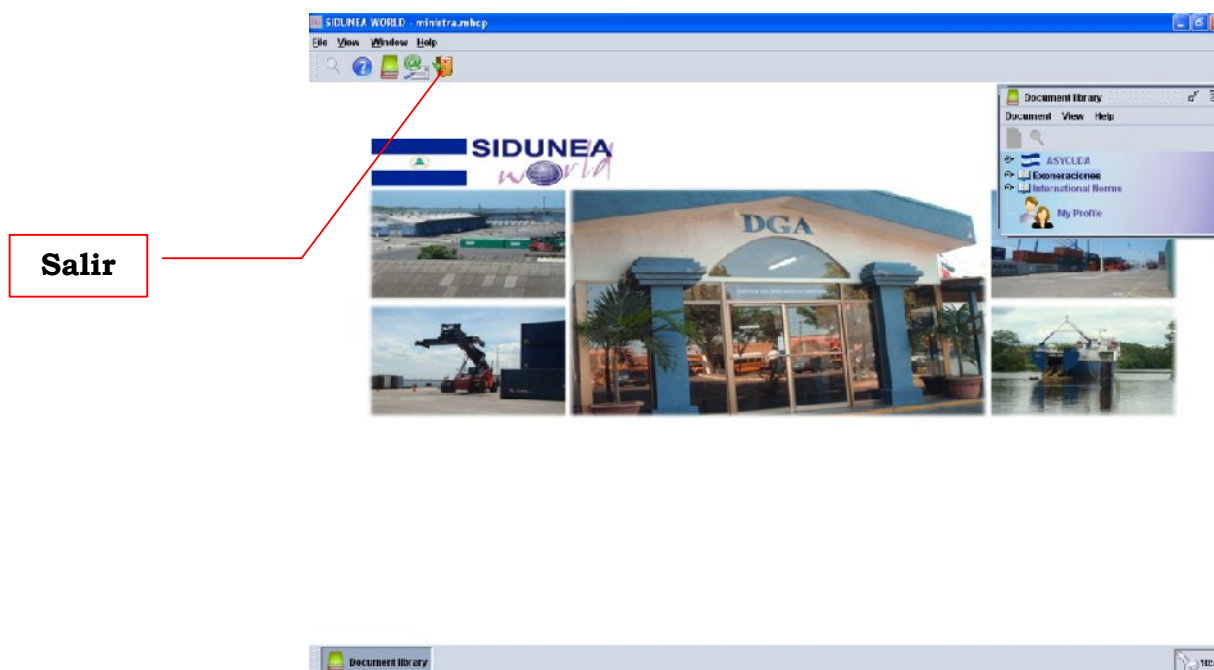 SIDUNEA WORLD - ministra.mhcp
File View Window Help
Document library
Document View Help
ASYCUDA
Exoneraciones
International Norms
My Profile
SIDUNEA
world
DGA
Salir
Document library